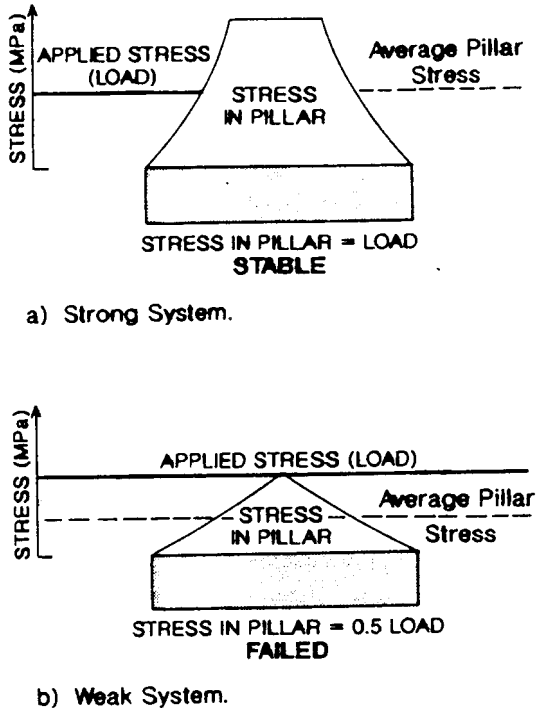 STRESS (MPa)
APPLIED STRESS
(LOAD)
Average Pillar
Stress
STRESS
IN PILLAR
STRESS IN PILLAR = LOAD
STABLE
a) Strong System.
STRESS (MPa)
APPLIED STRESS (LOAD)
Average Pillar
Stress
STRESS
IN PILLAR
STRESS IN PILLAR = 0.5 LOAD
FAILED
b) Weak System.